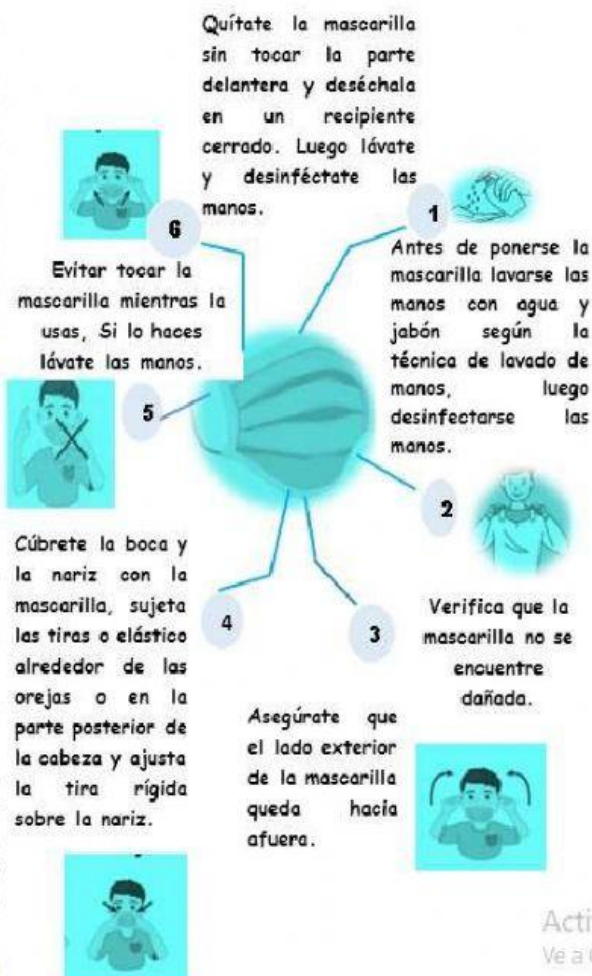 1
Antes de ponerse la
mascarilla lavarse las
manos con agua y
jabón según la
técnica de lavado de
manos, luego
desinfectarse las
manos.
2
Verifica que la
mascarilla no se
encuentre
dañada.
3
Asegúrate que
el lado exterior
de la mascarilla
queda hacia
afuera.
4
Cúbrete la boca y
la nariz con la
mascarilla, sujeta
las tiras o elástico
alrededor de las
orejas o en la
parte posterior de
la cabeza y ajusta
la tira rígida
sobre la nariz.
5
Evitar tocar la
mascarilla mientras la
usas, Si lo haces
lávate las manos.
6
Quítate la mascarilla
sin tocar la parte
delantera y deséchala
en un recipiente
cerrado. Luego lávate
y desinféctate las
manos.
Ve a